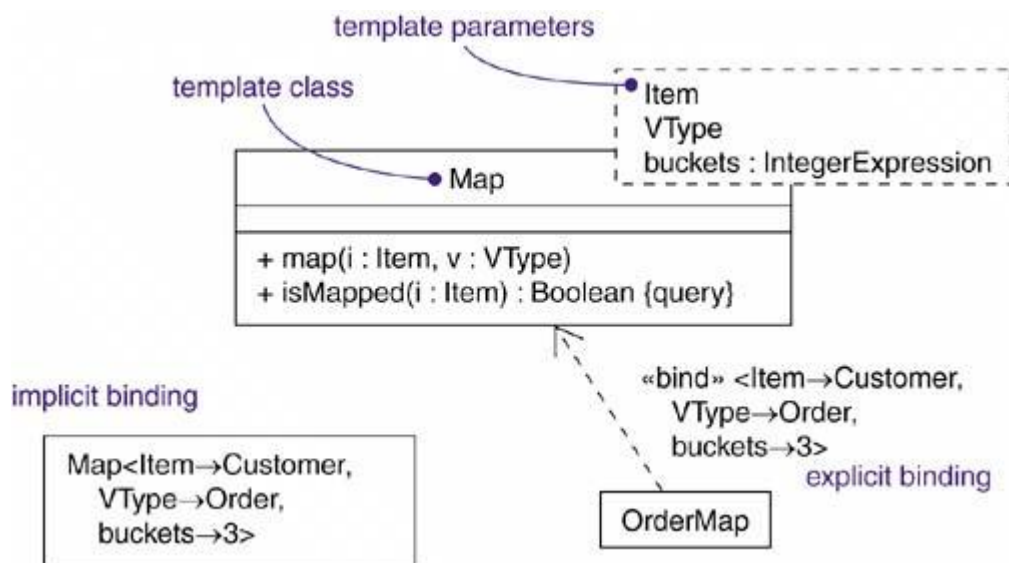 template parameters
template class
Item
VType
buckets : IntegerExpression
Map
+ map(i : Item, v : VType)
+ isMapped(i : Item) : Boolean {query}
implicit binding
Map<Item→Customer,
VType→Order,
buckets→3>
«bind» <Item→Customer,
VType→Order,
buckets→3>
explicit binding
OrderMap